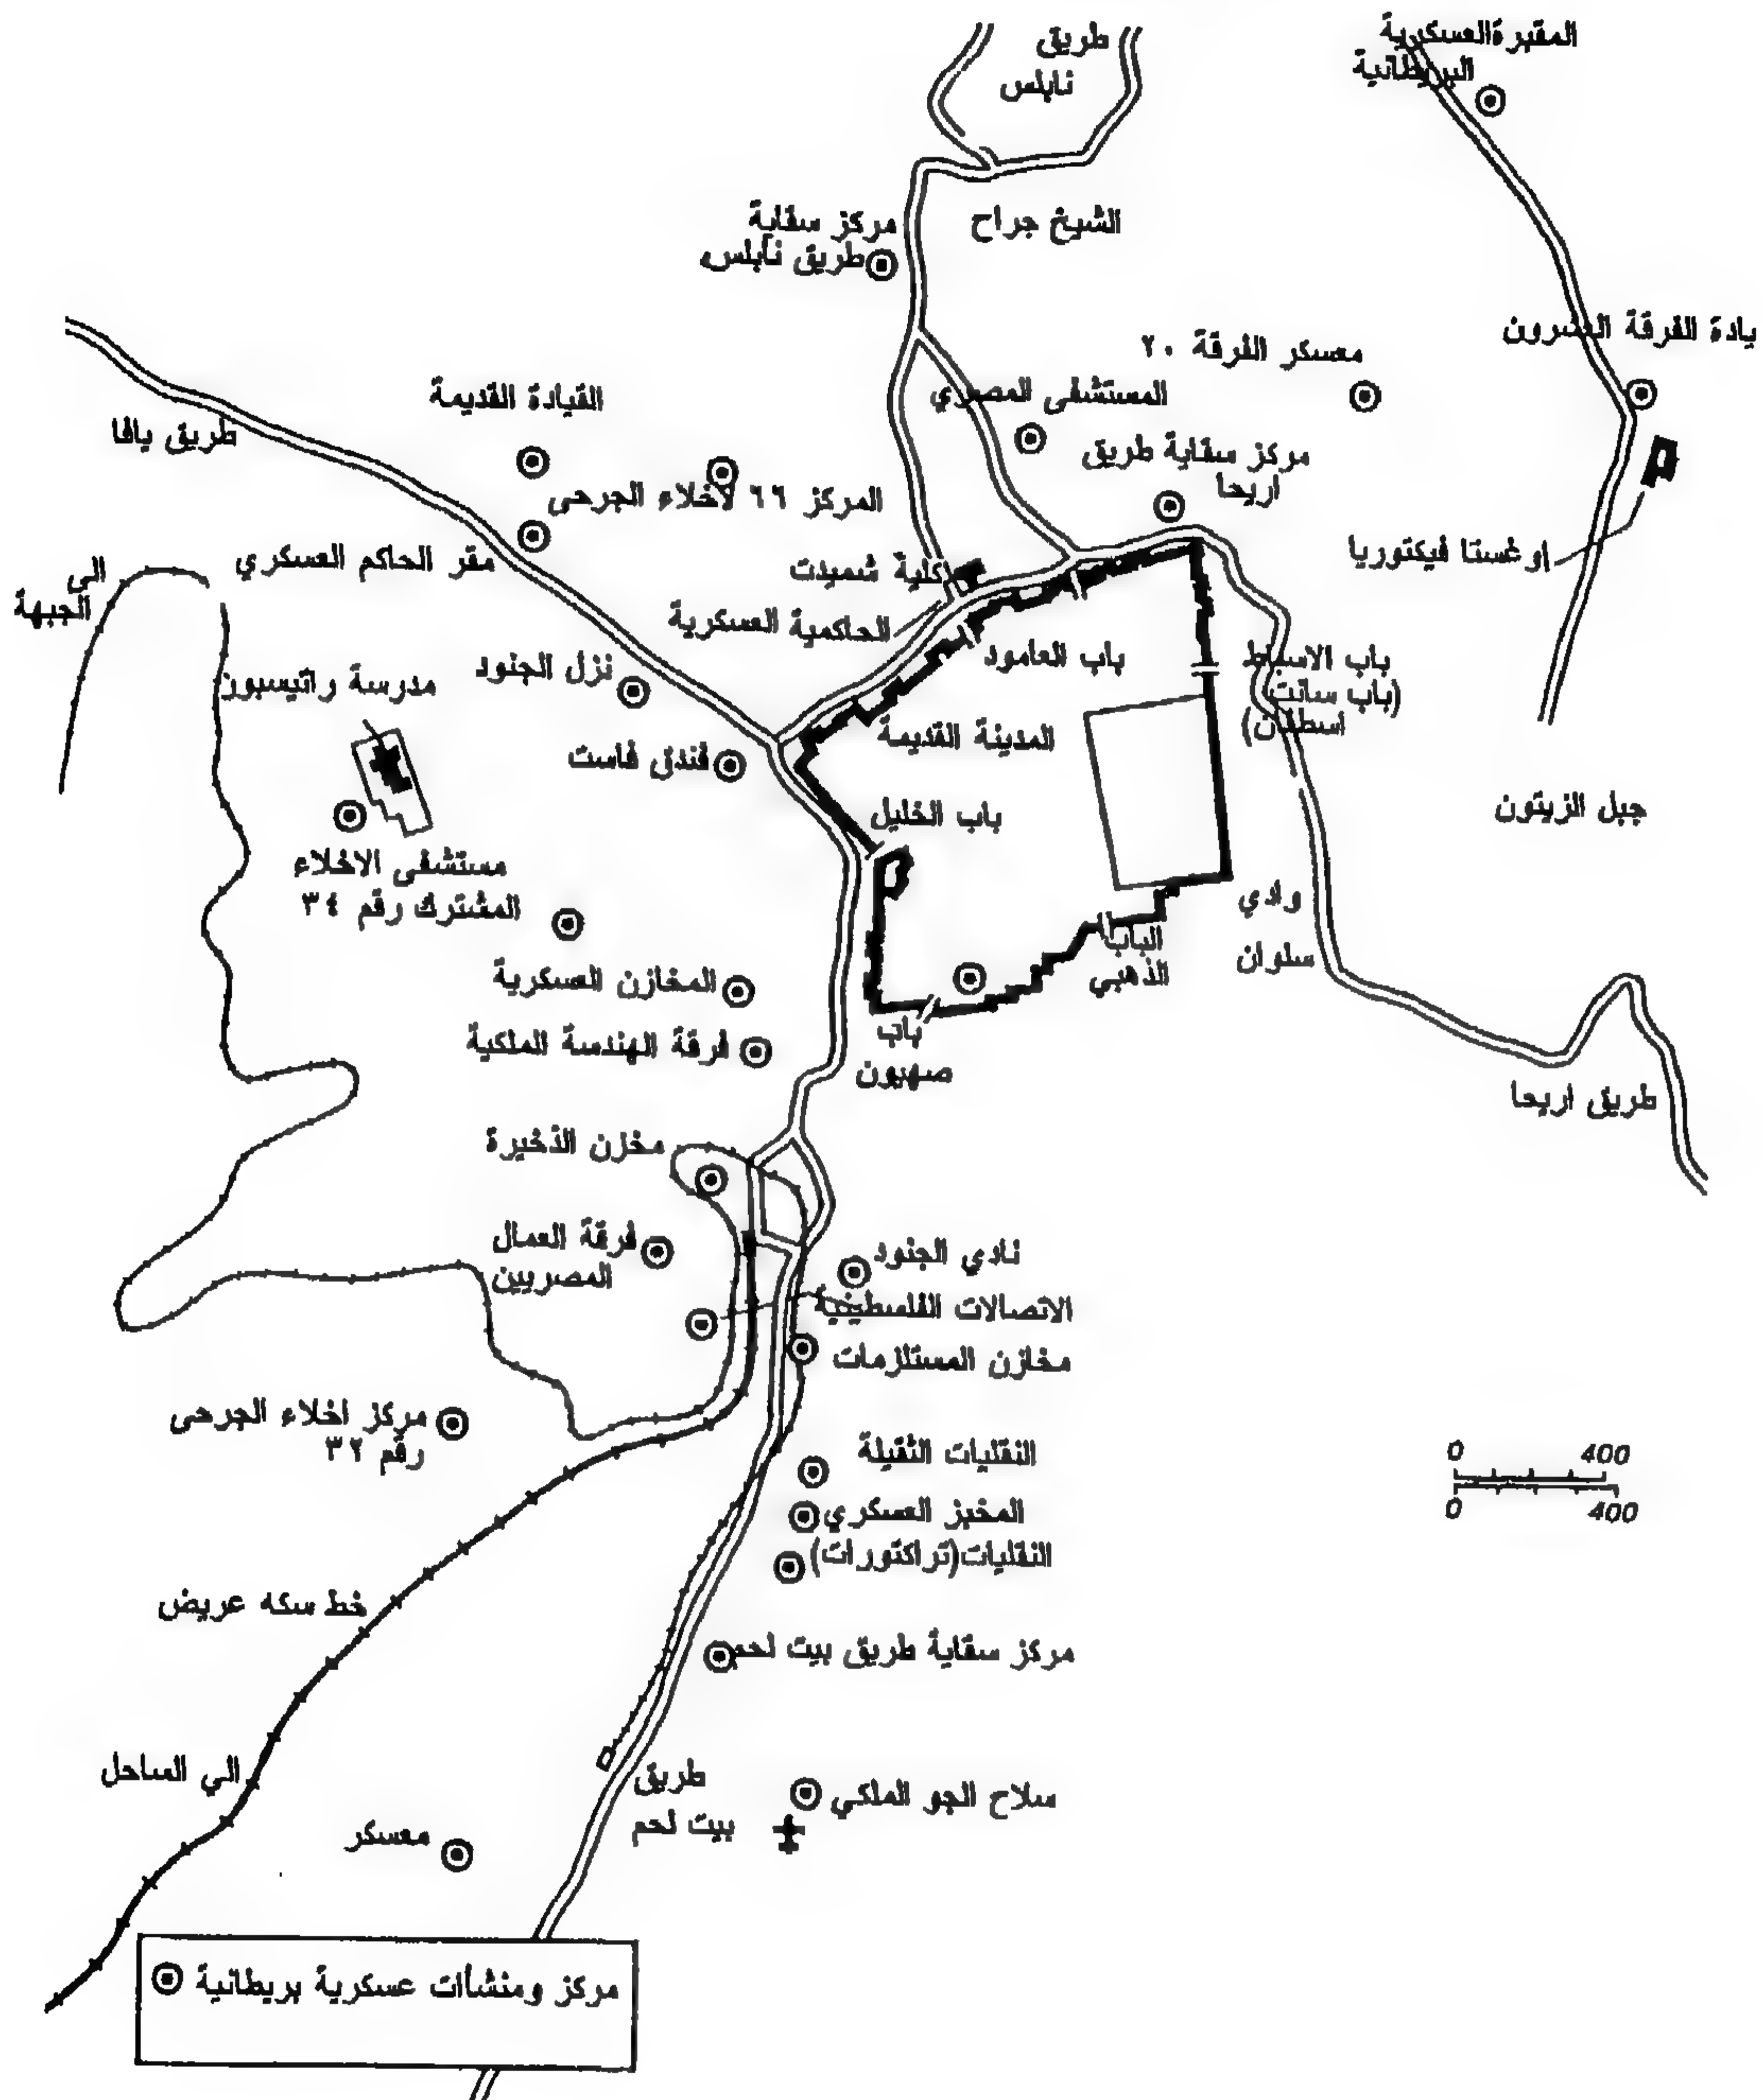 المقبرة العسكرية
البريطانية
طريق
نابلس
الشيخ جراح
مركز سقاية
طريق نابلس
يادة الفرقة العشرون
معسكر الفرقة ٢٠
المستشفى المصري
القيادة القديمة
طريق يافا
مركز سقاية طريق
اريحا
المركز ٦٦ لاخلاء الجرحى
اوغستا فيكتوريا
مقر الحاكم العسكري
كلية شميدت
الى
الجبهة
الحاكمية العسكرية
باب العامود
باب الاسباط
(باب سانت
اسطفان)
نزل الجنود
مدرسة راتيسبون
المدينة القديمة
فندق فاست
باب الخليل
جبل الزيتون
مستشفى الاخلاء
المشترك رقم ٣٤
وادي
سلوان
الباب
الذهبي
المخازن العسكرية
باب
صهيون
فرقة الهندسة الملكية
طريق اريحا
مخزن الذخيرة
فرقة العمال
المصريين
نادي الجنود
الاتصالات الفلسطينية
مخازن المستلزمات
مركز اخلاء الجرحى
رقم ٣٢
النقليات الثقيلة
0 400
0 400
المخبز العسكري
النقليات (تراكتورات)
خط سكه عريض
مركز سقاية طريق بيت لحم
الي الساحل
طريق
بيت لحم
سلاح الجو الملكي
معسكر
مركز ومنشأات عسكرية بريطانية